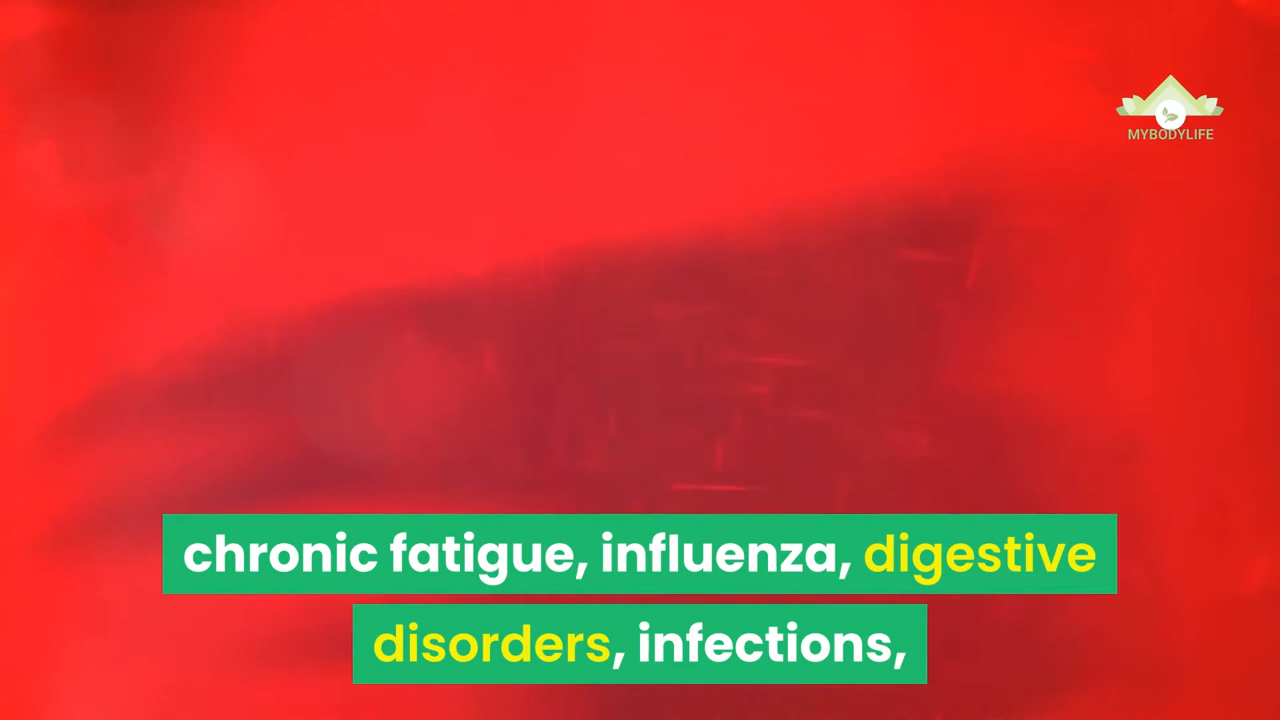 MYBODYLIFE
chronic fatigue, influenza, digestive
disorders, infections,